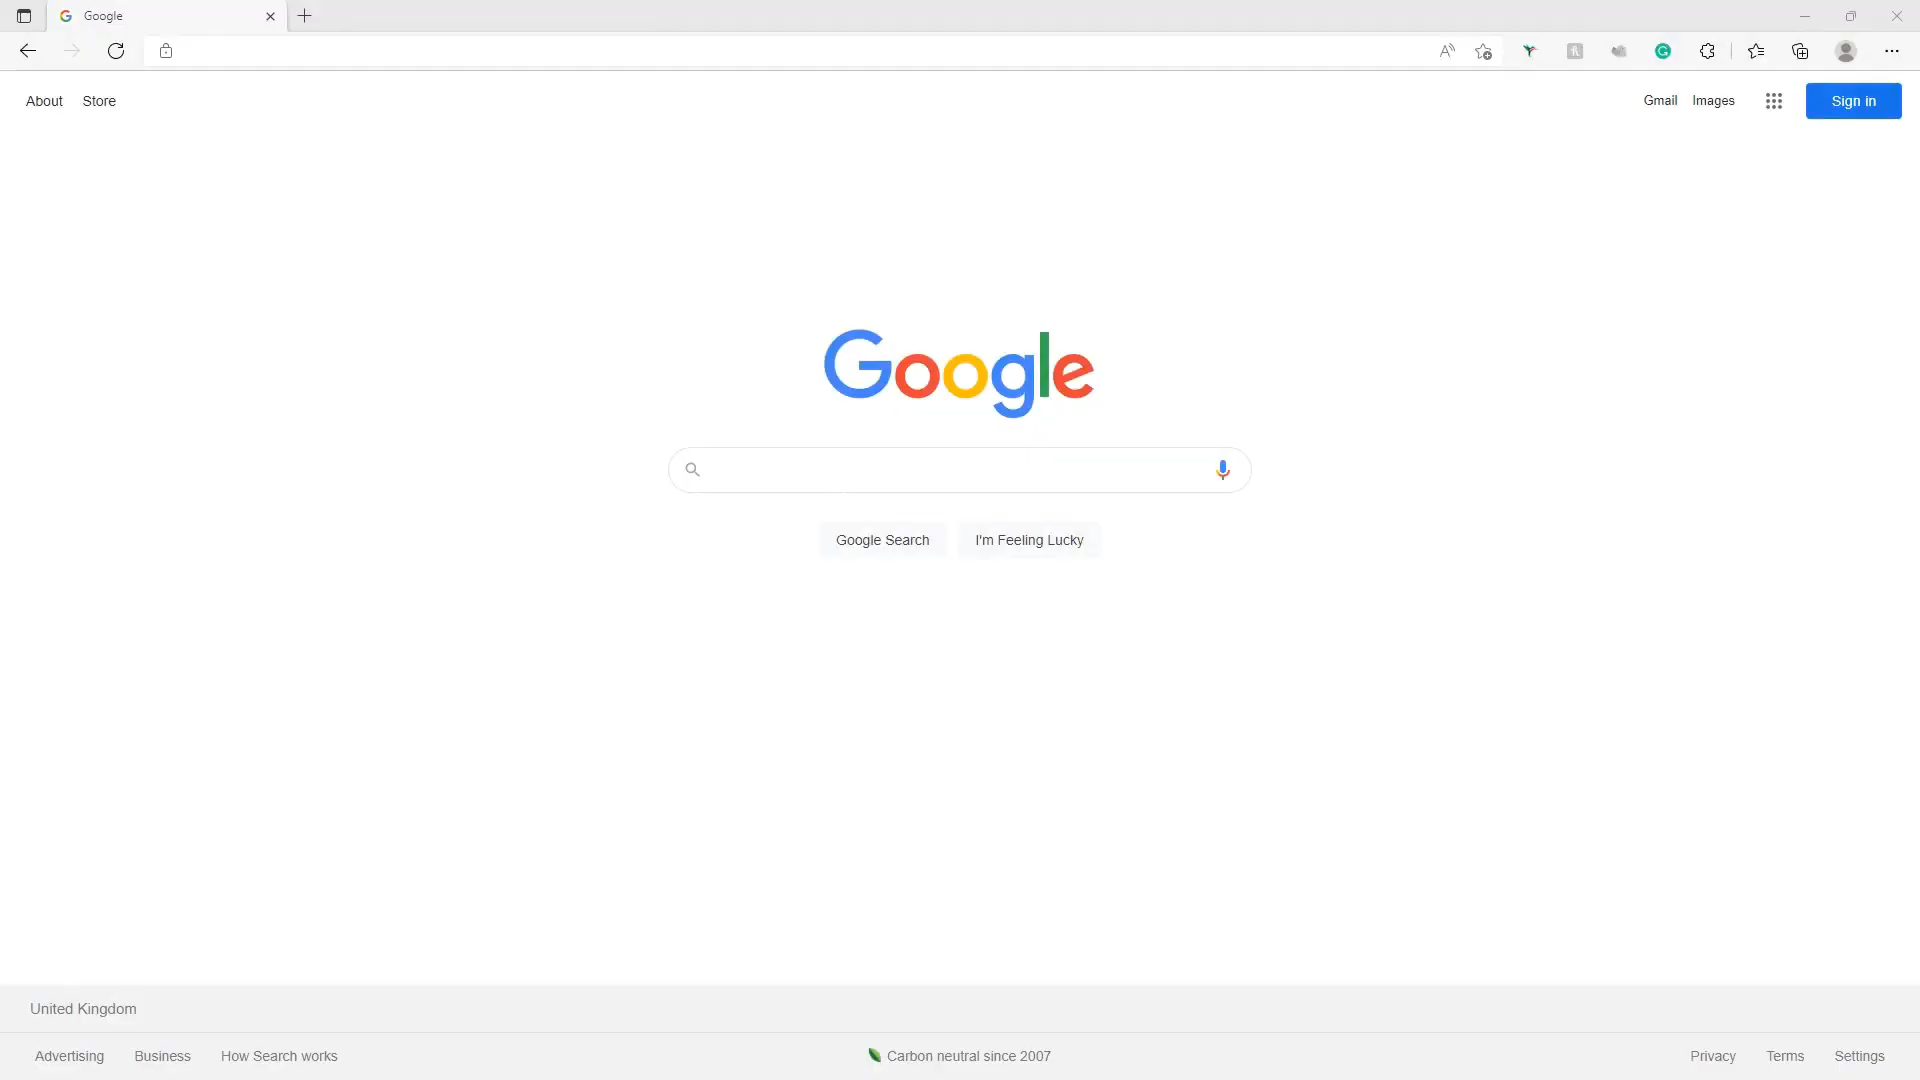 Google
About Store
Gmail Images
Sign in
Google
Google Search I'm Feeling Lucky
United Kingdom
Advertising Business How Search works
Carbon neutral since 2007
Privacy Terms Settings